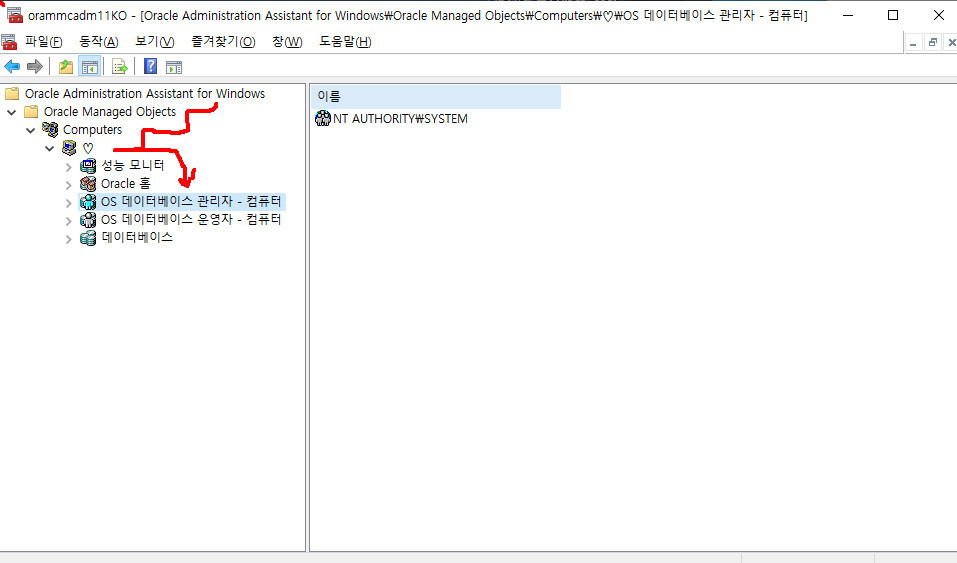 orammcadm11KO - [Oracle Administration Assistant for Windows₩Oracle Managed Objects₩Computers₩♡₩OS 데이터베이스 관리자 - 컴퓨터]
파일(F) 동작(A) 보기(V) 즐겨찾기(O) 창(W) 도움말(H)
Oracle Administration Assistant for Windows
Oracle Managed Objects
Computers
♡
성능 모니터
Oracle 홈
OS 데이터베이스 관리자 - 컴퓨터
OS 데이터베이스 운영자 - 컴퓨터
데이터베이스
이름
NT AUTHORITY₩SYSTEM